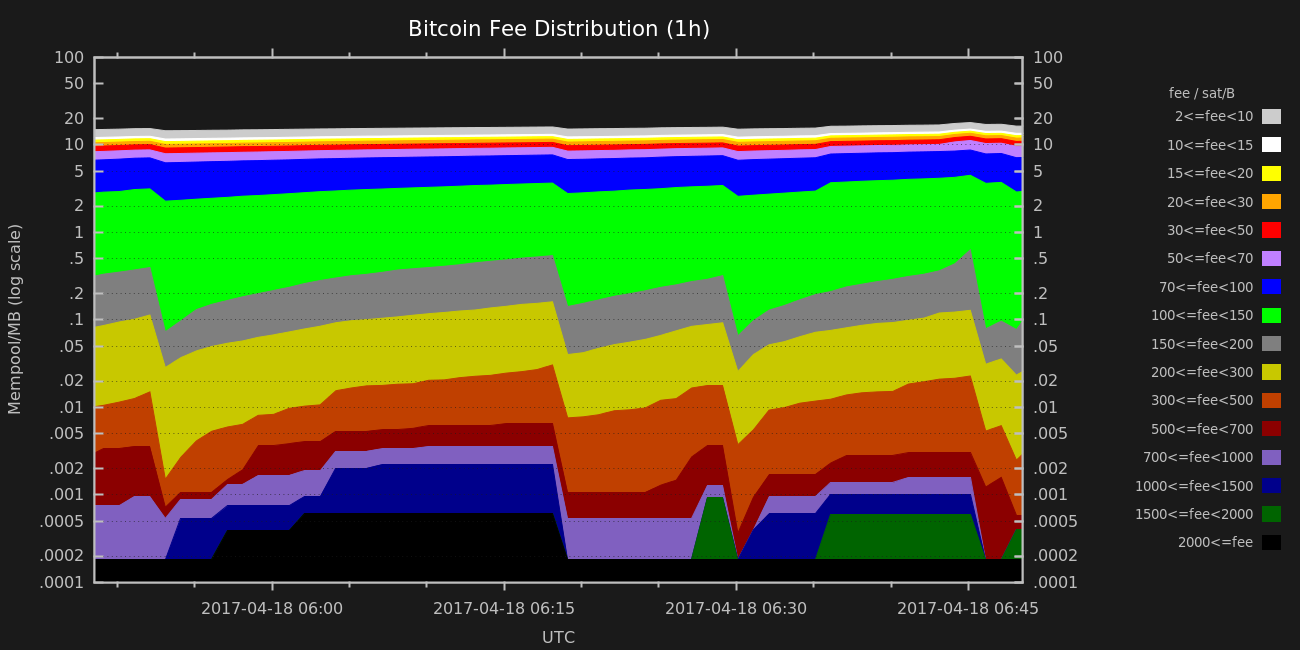 Bitcoin Fee Distribution (1h)
Mempool/MB (log scale)
100
50
20
10
5
2
1
.5
.2
.1
.05
.02
.01
.005
.002
.001
.0005
.0002
.0001
100
50
20
10
5
2
1
.5
.2
.1
.05
.02
.01
.005
.002
.001
.0005
.0002
.0001
2017-04-18 06:00
2017-04-18 06:15
2017-04-18 06:30
2017-04-18 06:45
UTC
fee / sat/B
2<=fee<10
10<=fee<15
15<=fee<20
20<=fee<30
30<=fee<50
50<=fee<70
70<=fee<100
100<=fee<150
150<=fee<200
200<=fee<300
300<=fee<500
500<=fee<700
700<=fee<1000
1000<=fee<1500
1500<=fee<2000
2000<=fee